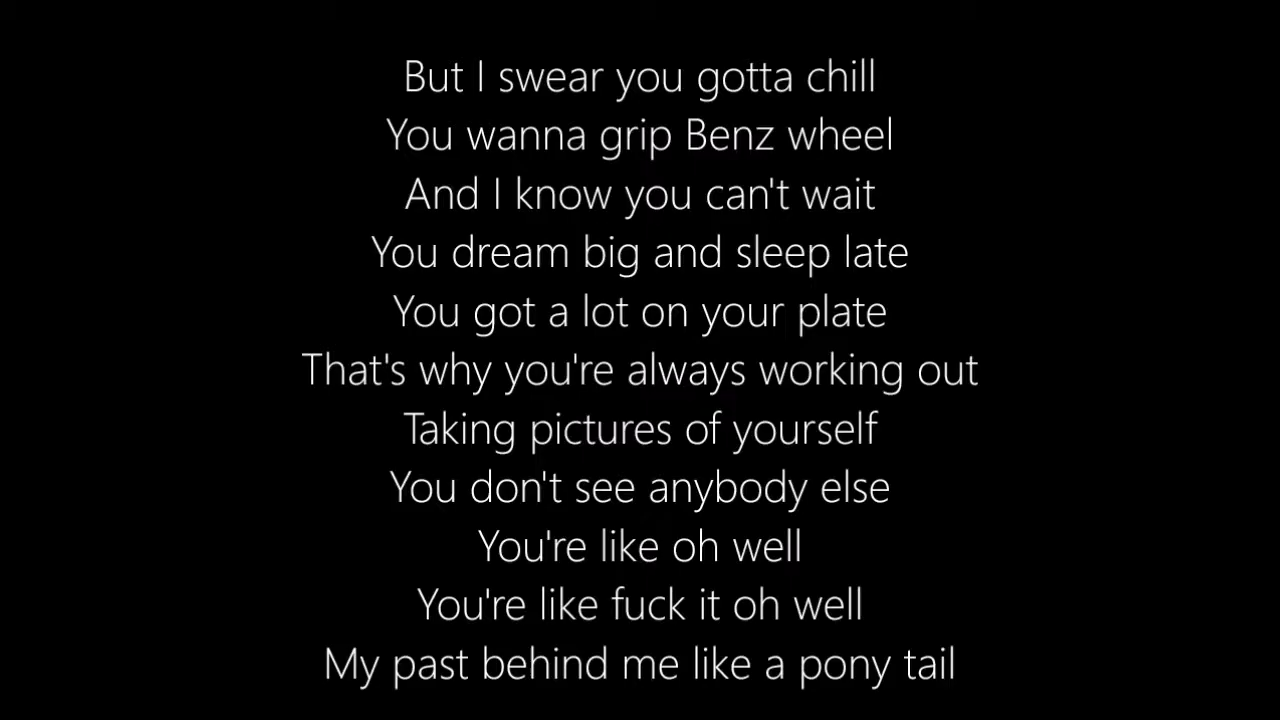 But I swear you gotta chill
You wanna grip Benz wheel
And I know you can't wait
You dream big and sleep late
You got a lot on your plate
That's why you're always working out
Taking pictures of yourself
You don't see anybody else
You're like oh well
You're like fuck it oh well
My past behind me like a pony tail